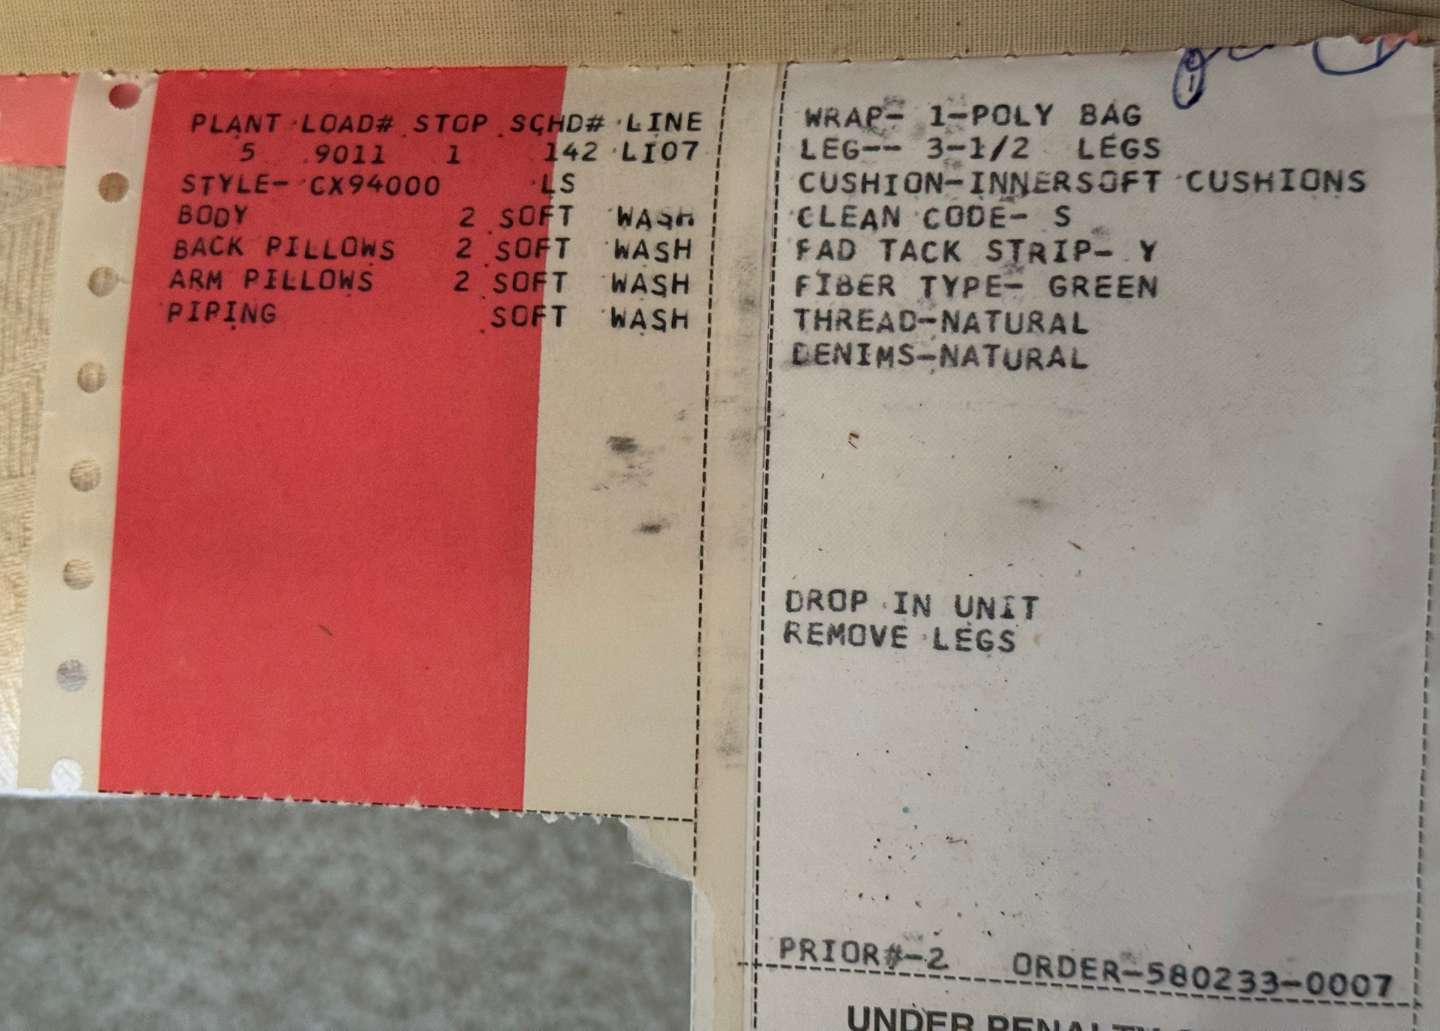 PLANT LOAD# STOP SCHD# LINE
5 9011 1 142 LI07
STYLE- CX94000 LS
BODY 2 SOFT WASH
BACK PILLOWS 2 SOFT WASH
ARM PILLOWS 2 SOFT WASH
PIPING SOFT WASH
WRAP- 1-POLY BAG
LEG-- 3-1/2 LEGS
CUSHION-INNERSOFT CUSHIONS
CLEAN CODE- S
FAD TACK STRIP- Y
FIBER TYPE- GREEN
THREAD-NATURAL
DENIMS-NATURAL
DROP IN UNIT
REMOVE LEGS
PRIOR#-2 ORDER-580233-0007
UNDER PENALTY